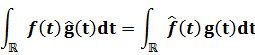 ∫_ℝ f(t)ĝ(t)dt = ∫_ℝ f̂(t)g(t)dt